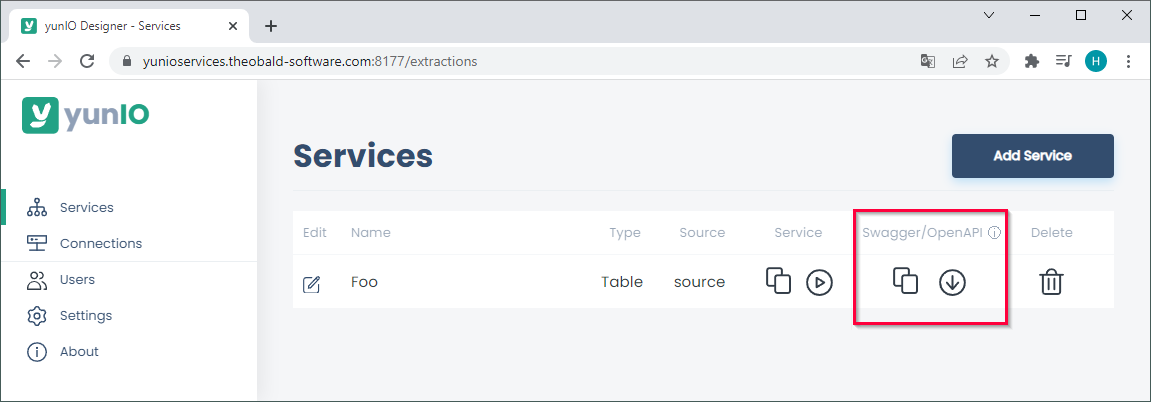 yunIO Designer - Services
yunioservices.theobald-software.com:8177/extractions
H
yunIO
Services
Connections
Users
Settings
About
Services
Add Service
Edit Name Type Source Service Swagger/OpenAPI Delete
Foo Table source